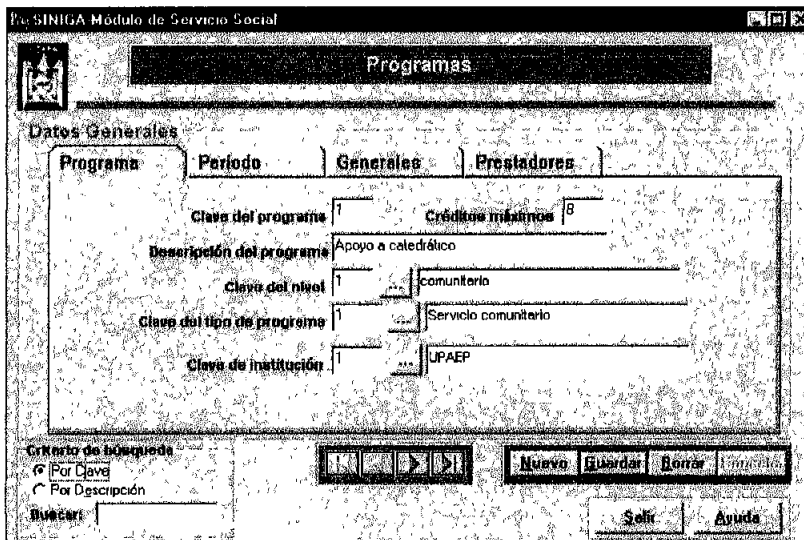 SINIGA-Módulo de Servicio Social
Programas
Datos Generales
Programa Período Generales Prestadores
Clave del programa 1 Créditos máximos 8
Descripción del programa Apoyo a catedrático
Clave del nivel 1 ... comunitario
Clave del tipo de programa 1 ... Servicio comunitario
Clave de institución 1 ... UPAEP
Criterio de búsqueda
Por Clave
Por Descripción
Buscar:
Nuevo Guardar Borrar
Salir Ayuda